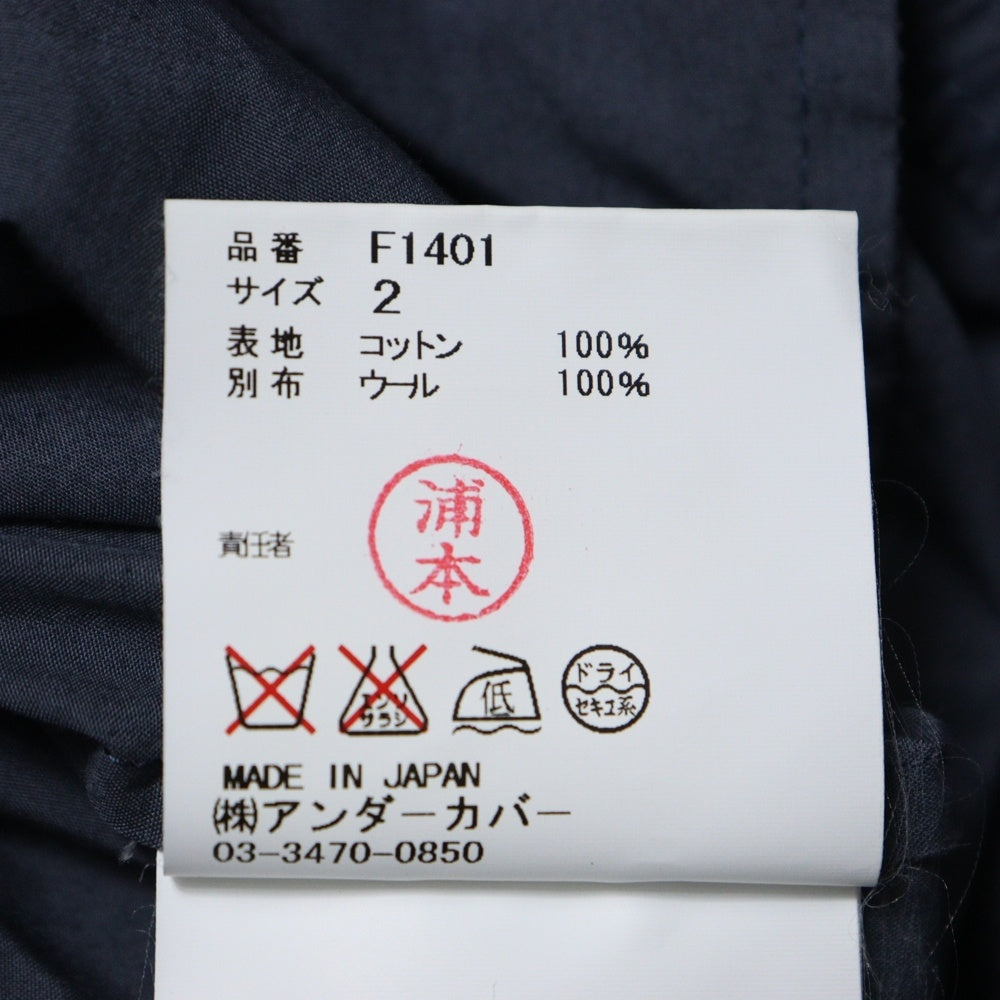 品番 F1401
サイズ 2
表地 コットン 100%
別布 ウール 100%
浦
本
責任者
エンソ
サラシ
低
ドライ
セキユ系
MADE IN JAPAN
(株)アンダーカバー
03-3470-0850